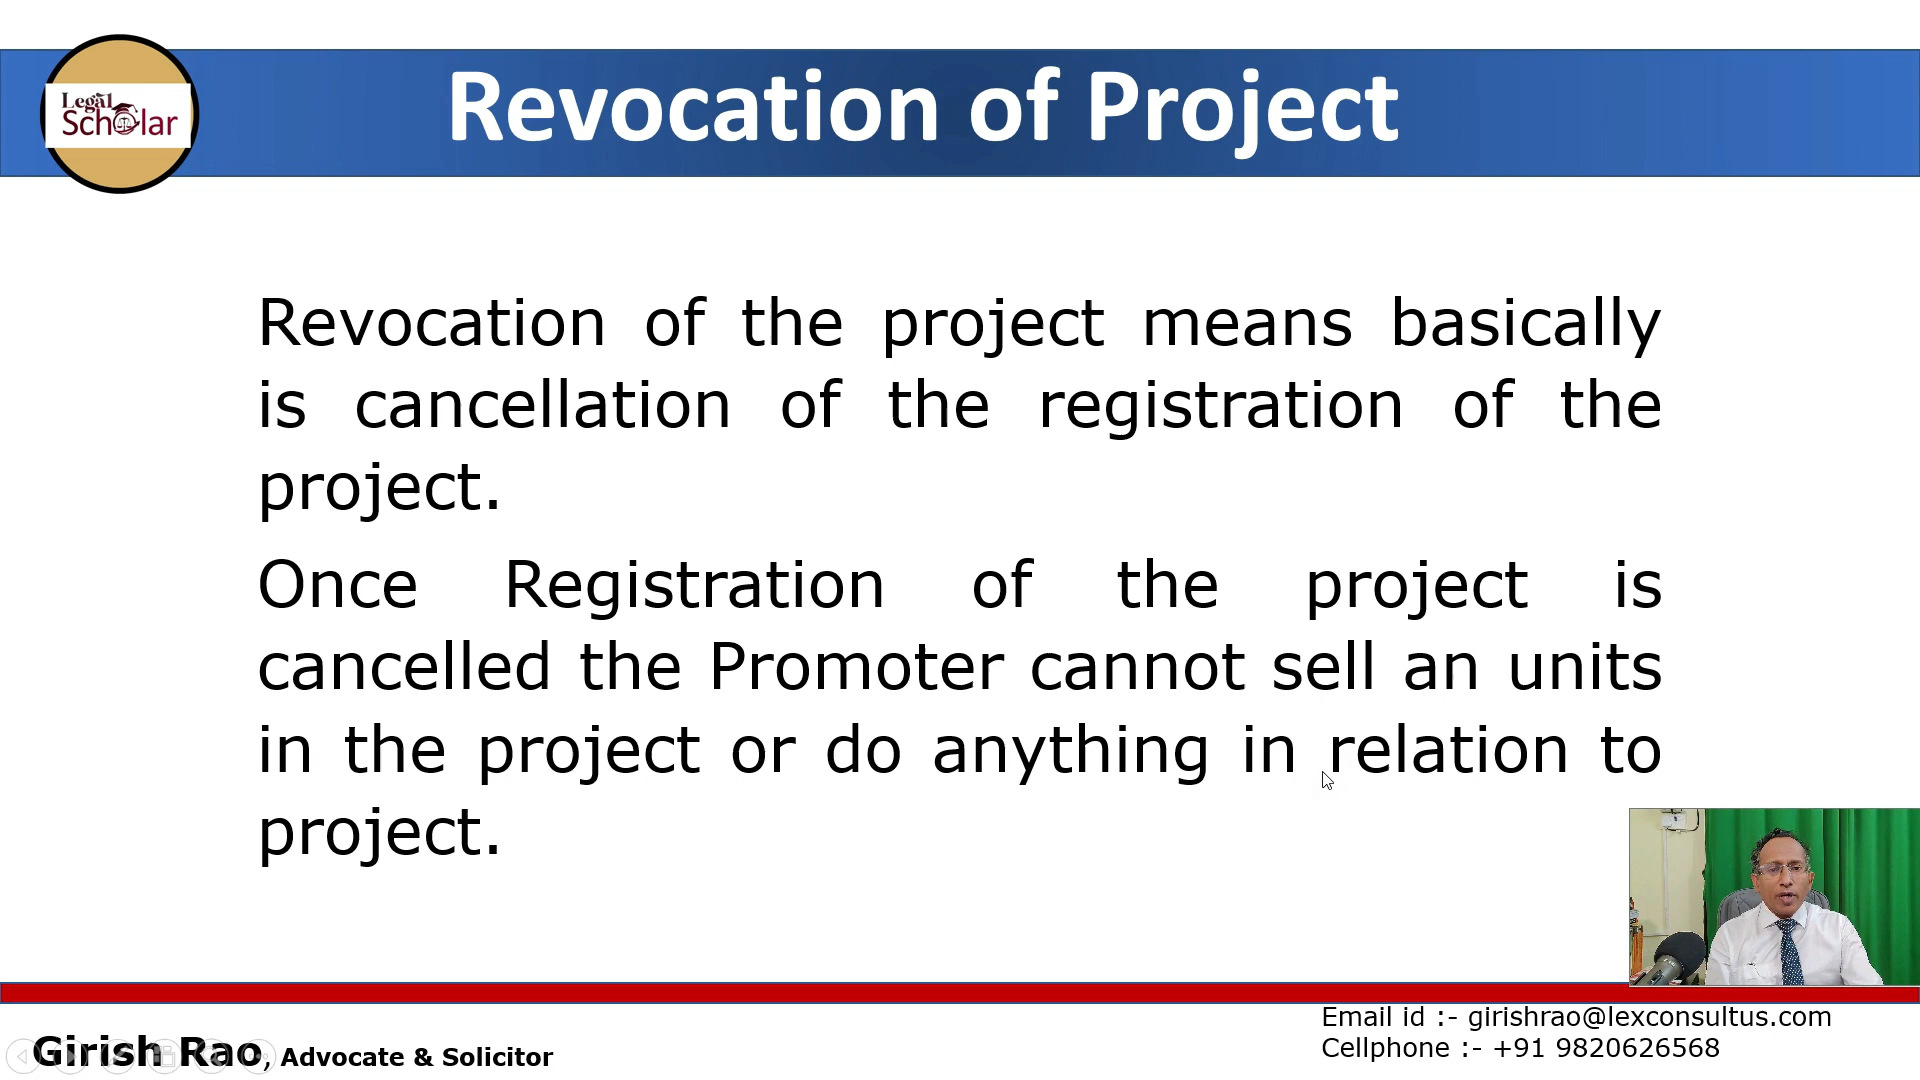 Legal
Scholar
Revocation of Project
Revocation of the project means basically
is cancellation of the registration of the
project.
Once Registration of the project is
cancelled the Promoter cannot sell an units
in the project or do anything in relation to
project.
Girish Rao, Advocate & Solicitor
Email id :- girishrao@lexconsultus.com
Cellphone :- +91 9820626568